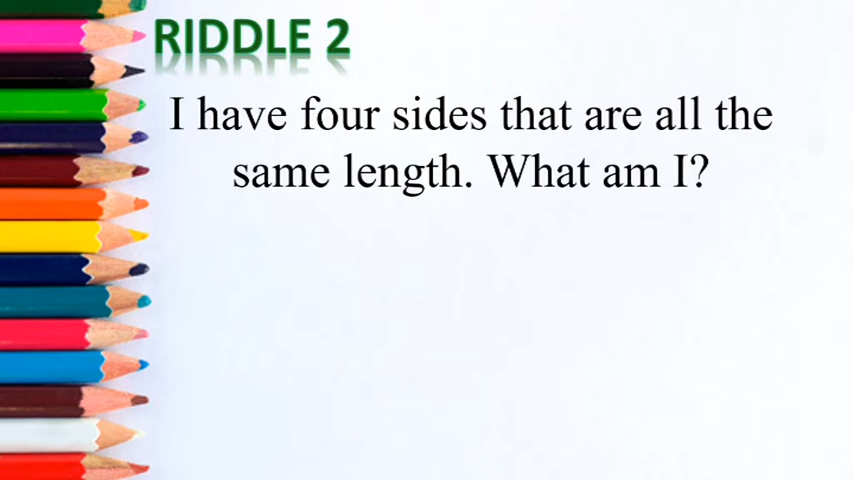 RIDDLE 2
I have four sides that are all the
same length. What am I?